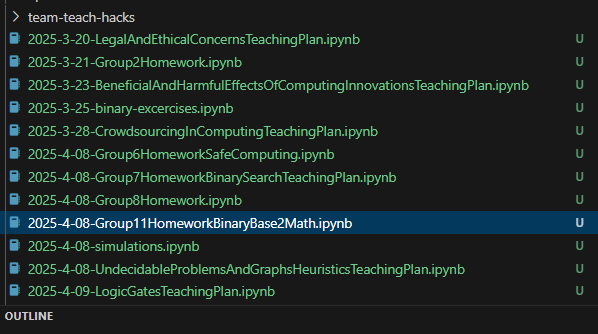 team-teach-hacks
2025-3-20-LegalAndEthicalConcernsTeachingPlan.ipynb U
2025-3-21-Group2Homework.ipynb U
2025-3-23-BeneficialAndHarmfulEffectsOfComputingInnovationsTeachingPlan.ipynb U
2025-3-25-binary-excercises.ipynb U
2025-3-28-CrowdsourcingInComputingTeachingPlan.ipynb U
2025-4-08-Group6HomeworkSafeComputing.ipynb U
2025-4-08-Group7HomeworkBinarySearchTeachingPlan.ipynb U
2025-4-08-Group8Homework.ipynb U
2025-4-08-Group11HomeworkBinaryBase2Math.ipynb U
2025-4-08-simulations.ipynb U
2025-4-08-UndecidableProblemsAndGraphsHeuristicsTeachingPlan.ipynb U
2025-4-09-LogicGatesTeachingPlan.ipynb U
OUTLINE